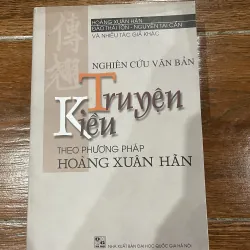 傳翹
HOÀNG XUÂN HÃN
ĐÀO THÁI TÔN - NGUYỄN TÀI CẨN
VÀ NHIỀU TÁC GIẢ KHÁC
NGHIÊN CỨU VĂN BẢN
Truyện
Kiều
THEO PHƯƠNG PHÁP
HOÀNG XUÂN HÃN
NHÀ XUẤT BẢN ĐẠI HỌC QUỐC GIA HÀ NỘI